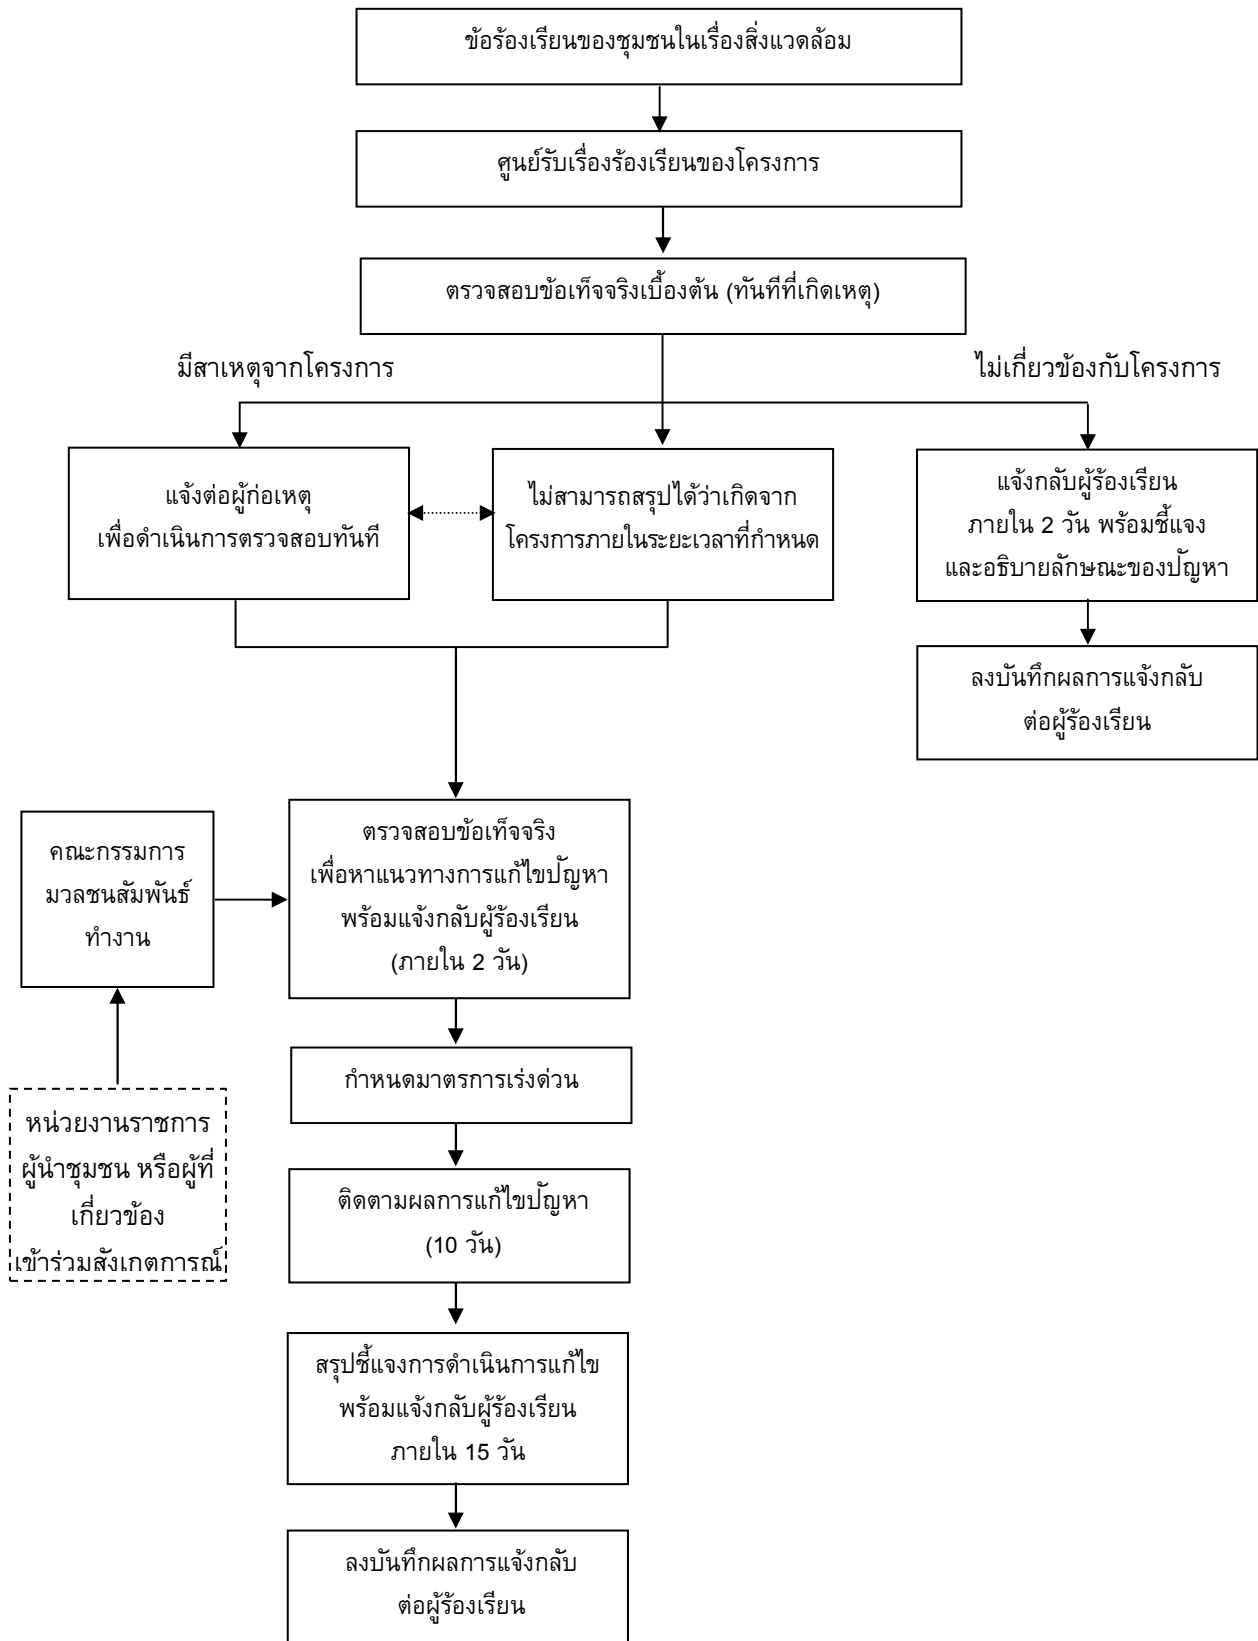 ข้อร้องเรียนของชุมชนในเรื่องสิ่งแวดล้อม
ศูนย์รับเรื่องร้องเรียนของโครงการ
ตรวจสอบข้อเท็จจริงเบื้องต้น (ทันทีที่เกิดเหตุ)
มีสาเหตุจากโครงการ
ไม่เกี่ยวข้องกับโครงการ
แจ้งต่อผู้ก่อเหตุ
เพื่อดำเนินการตรวจสอบทันที
ไม่สามารถสรุปได้ว่าเกิดจาก
โครงการภายในระยะเวลาที่กำหนด
แจ้งกลับผู้ร้องเรียน
ภายใน 2 วัน พร้อมชี้แจง
และอธิบายลักษณะของปัญหา
ลงบันทึกผลการแจ้งกลับ
ต่อผู้ร้องเรียน
คณะกรรมการ
มวลชนสัมพันธ์
ทำงาน
ตรวจสอบข้อเท็จจริง
เพื่อหาแนวทางการแก้ไขปัญหา
พร้อมแจ้งกลับผู้ร้องเรียน
(ภายใน 2 วัน)
หน่วยงานราชการ
ผู้นำชุมชน หรือผู้ที่
เกี่ยวข้อง
เข้าร่วมสังเกตการณ์
กำหนดมาตรการเร่งด่วน
ติดตามผลการแก้ไขปัญหา
(10 วัน)
สรุปชี้แจงการดำเนินการแก้ไข
พร้อมแจ้งกลับผู้ร้องเรียน
ภายใน 15 วัน
ลงบันทึกผลการแจ้งกลับ
ต่อผู้ร้องเรียน